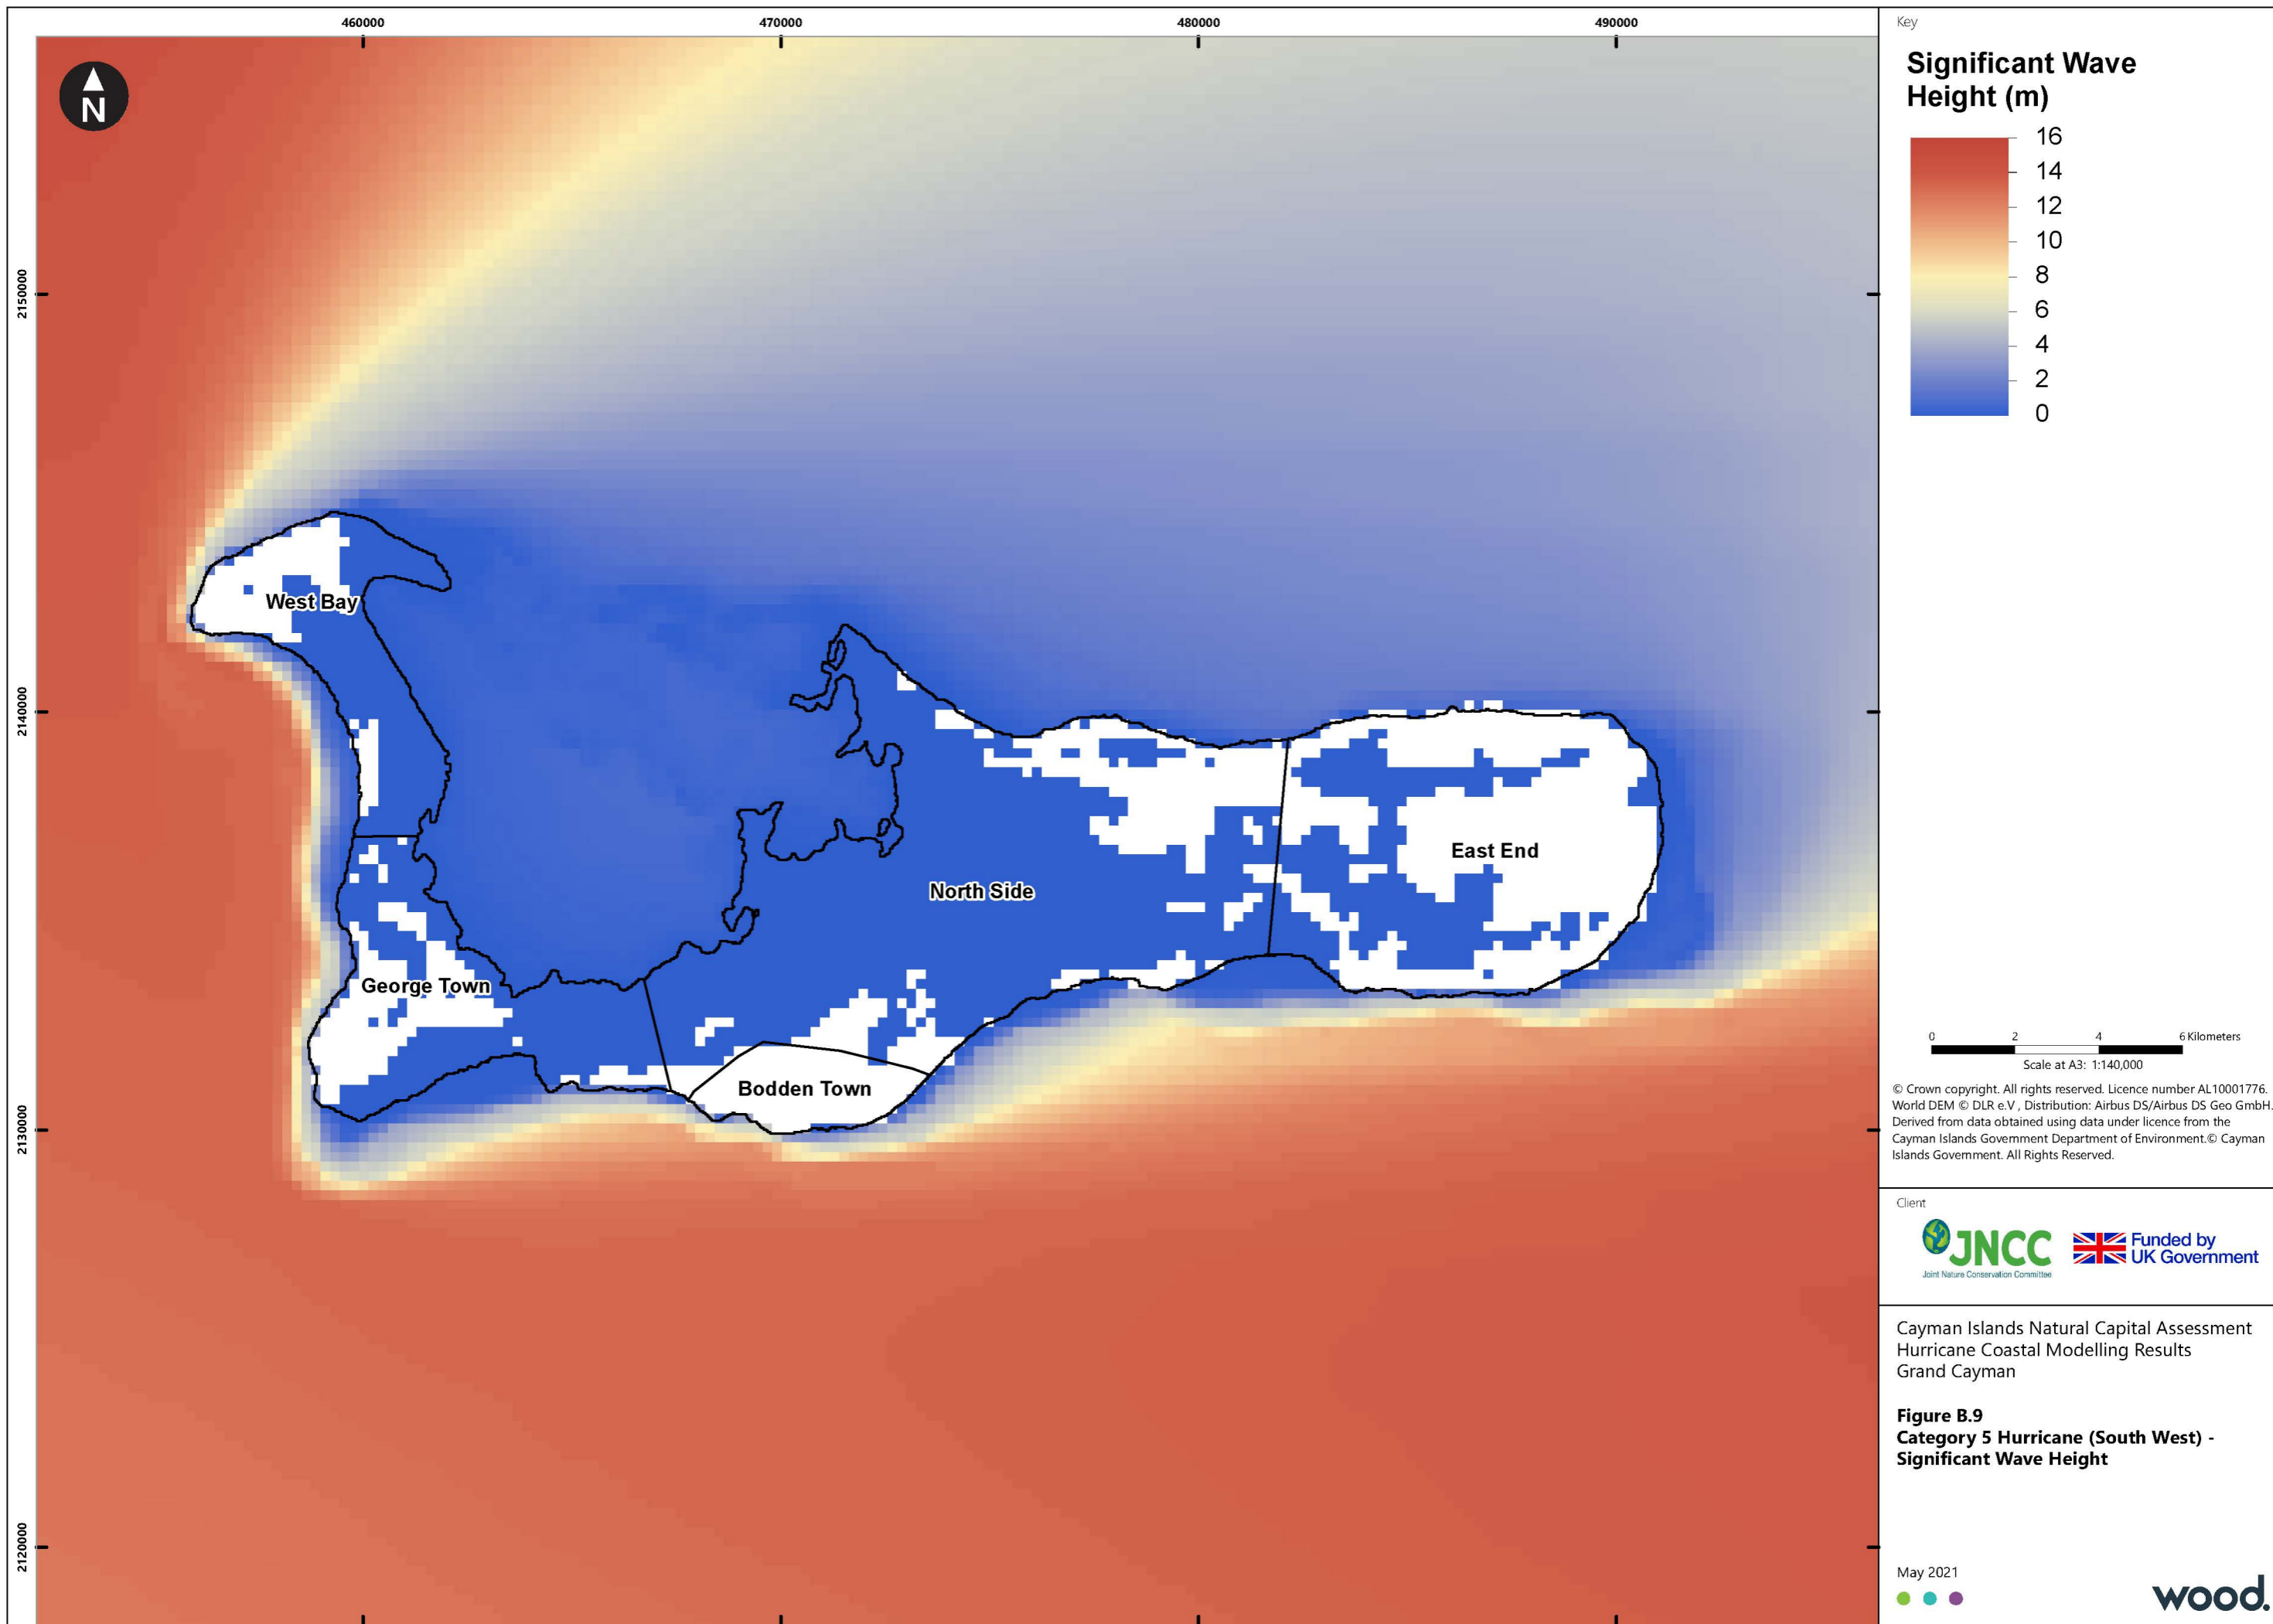 460000
470000
480000
490000
2150000
2140000
2130000
2120000
N
West Bay
George Town
North Side
East End
Bodden Town
Key
Significant Wave
Height (m)
16
14
12
10
8
6
4
2
0
0 2 4 6 Kilometers
Scale at A3: 1:140,000
© Crown copyright. All rights reserved. Licence number AL10001776.
World DEM © DLR e.V , Distribution: Airbus DS/Airbus DS Geo GmbH.
Derived from data obtained using data under licence from the
Cayman Islands Government Department of Environment.© Cayman
Islands Government. All Rights Reserved.
Client
JNCC
Joint Nature Conservation Committee
Funded by
UK Government
Cayman Islands Natural Capital Assessment
Hurricane Coastal Modelling Results
Grand Cayman
Figure B.9
Category 5 Hurricane (South West) -
Significant Wave Height
May 2021
wood.